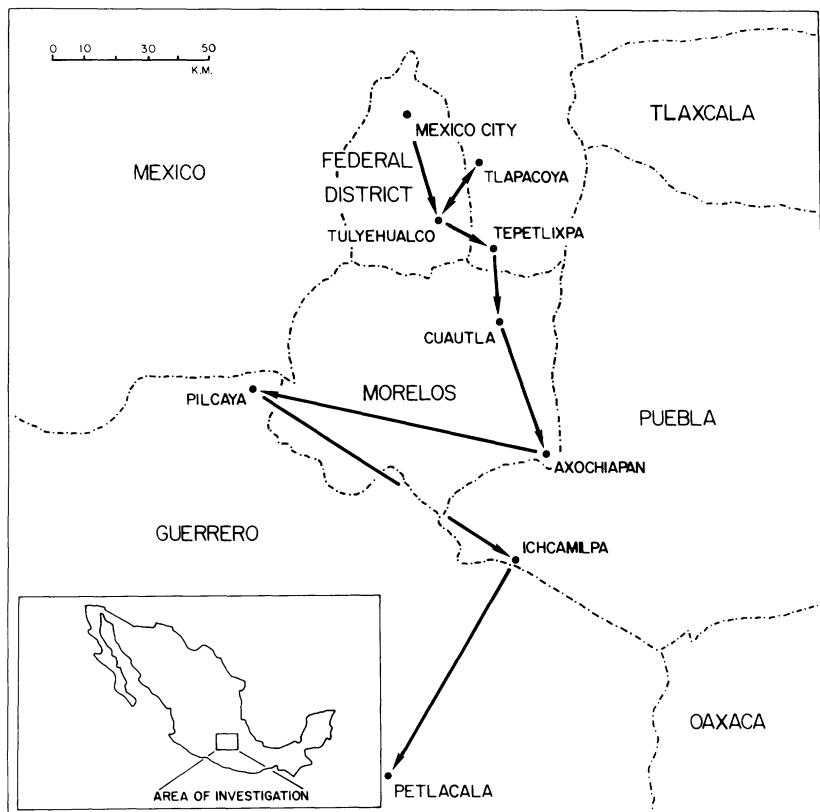 0 10 30 50
K.M.
TLAXCALA
MEXICO CITY
MEXICO
FEDERAL
DISTRICT
TLAPACOYA
TULYEHUALCO
TEPETLIXPA
CUAUTLA
PILCAYA
MORELOS
PUEBLA
AXOCHIAPAN
GUERRERO
ICHCAMILPA
OAXACA
PETLACALA
AREA OF INVESTIGATION